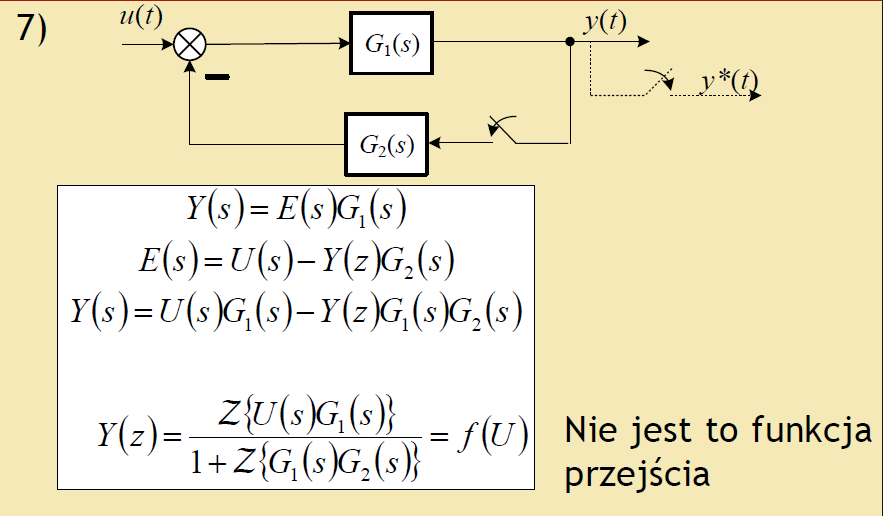 7)
u(t)
G₁(s)
y(t)
y*(t)
−
G₂(s)
Y(s) = E(s)G₁(s)
E(s) = U(s) − Y(z)G₂(s)
Y(s) = U(s)G₁(s) − Y(z)G₁(s)G₂(s)
Y(z) = Z{U(s)G₁(s)} / 1 + Z{G₁(s)G₂(s)} = f(U)
Nie jest to funkcja
przejścia